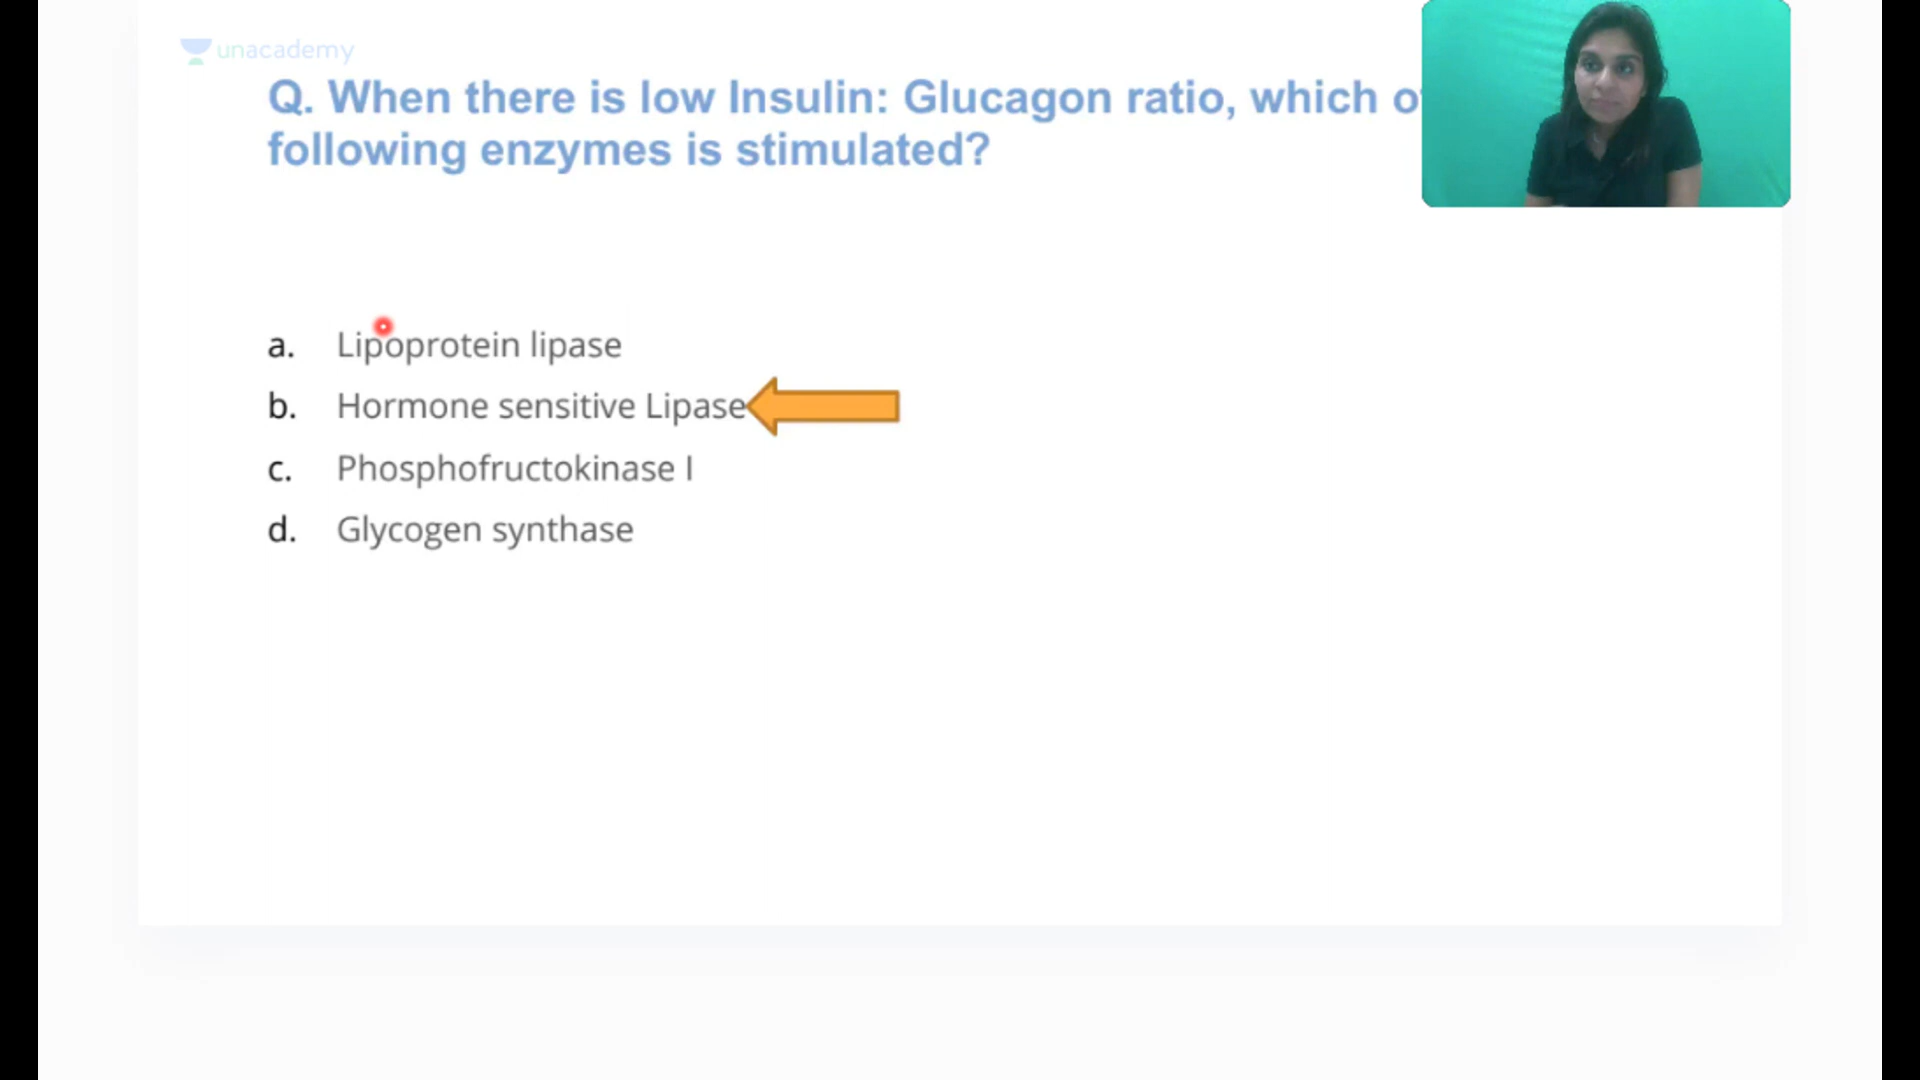 unacademy
Q. When there is low Insulin: Glucagon ratio, which
following enzymes is stimulated?
a. Lipoprotein lipase
b. Hormone sensitive Lipase
c. Phosphofructokinase I
d. Glycogen synthase